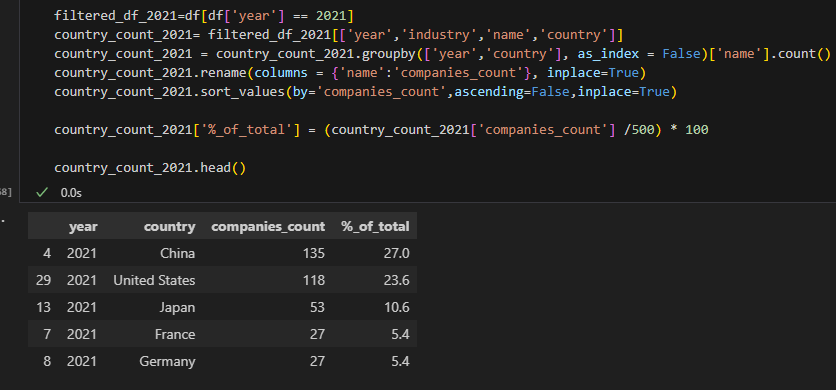 filtered_df_2021=df[df['year'] == 2021]
country_count_2021= filtered_df_2021[['year','industry','name','country']]
country_count_2021 = country_count_2021.groupby(['year','country'], as_index = False)['name'].count()
country_count_2021.rename(columns = {'name':'companies_count'}, inplace=True)
country_count_2021.sort_values(by='companies_count',ascending=False,inplace=True)
country_count_2021['%_of_total'] = (country_count_2021['companies_count'] /500) * 100
country_count_2021.head()
8] ✓ 0.0s
year country companies_count %_of_total
4 2021 China 135 27.0
29 2021 United States 118 23.6
13 2021 Japan 53 10.6
7 2021 France 27 5.4
8 2021 Germany 27 5.4